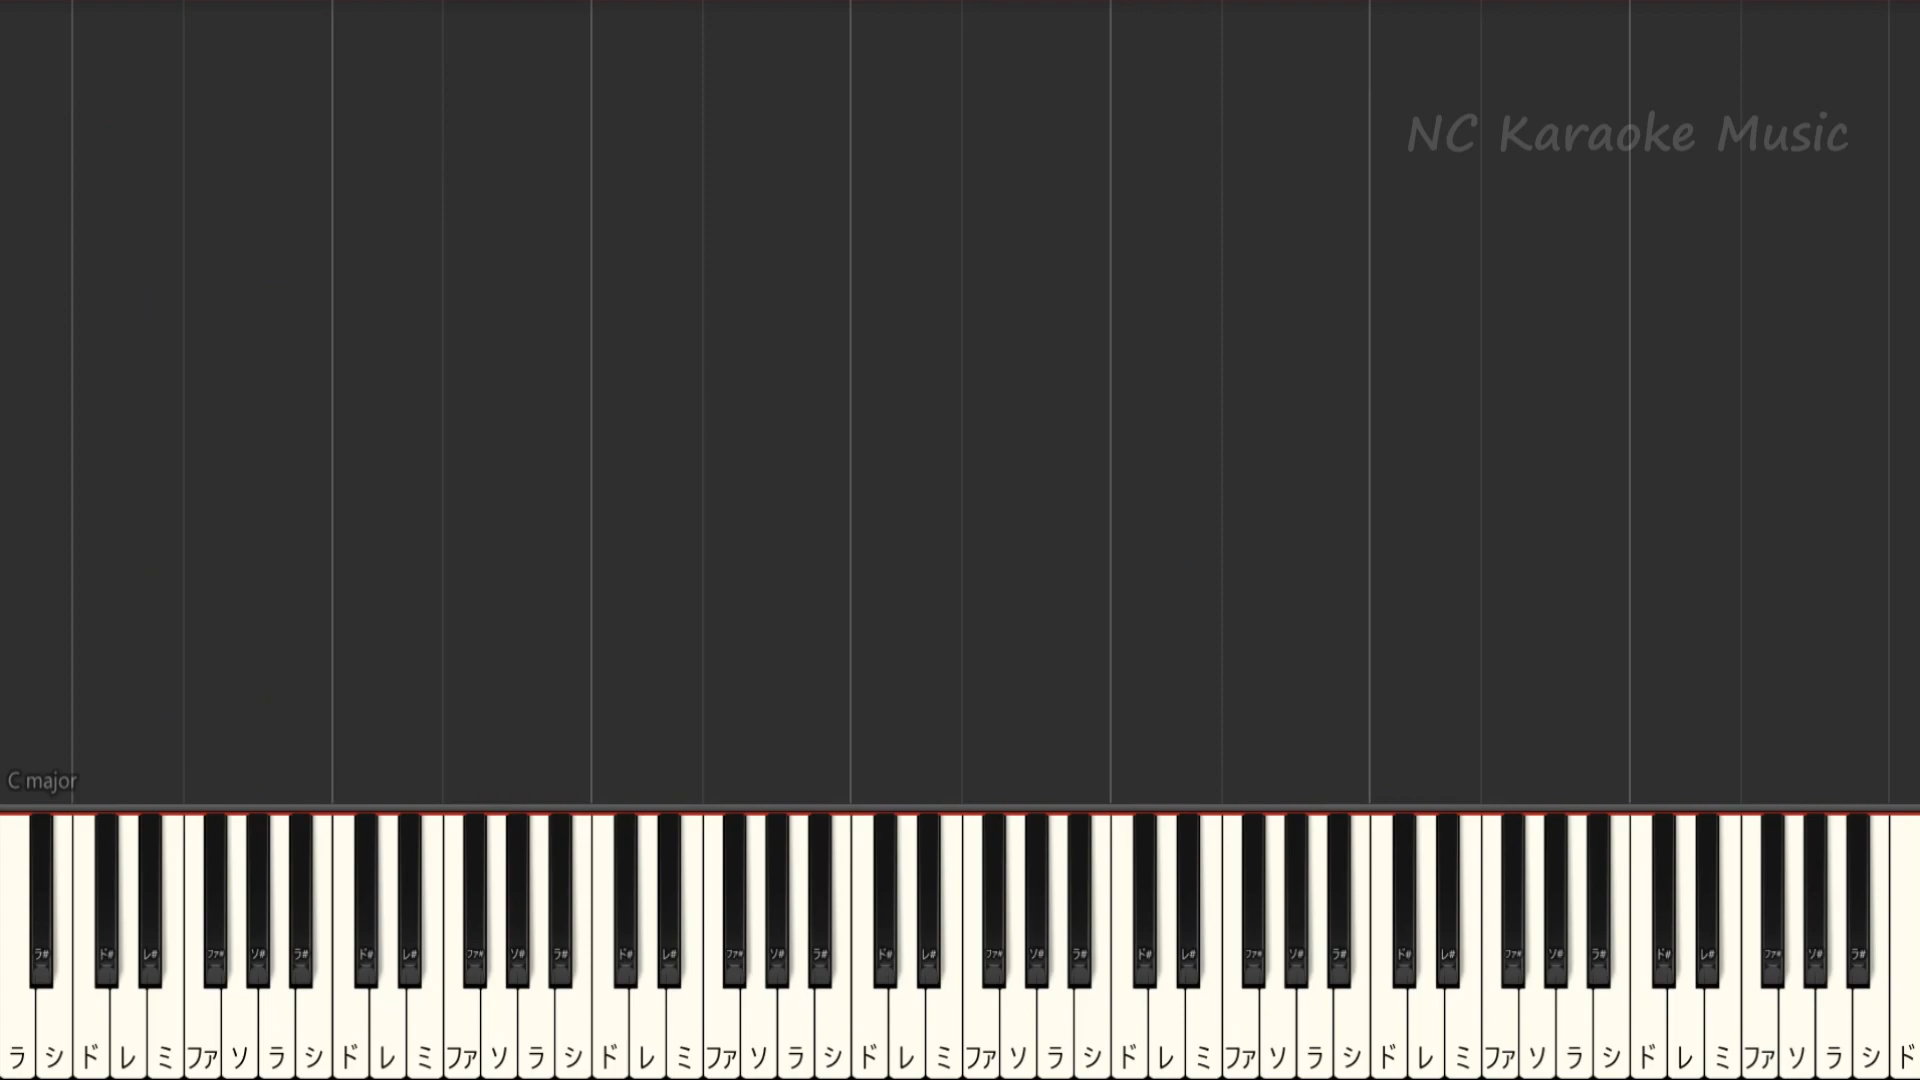 NC Karaoke Music
C major
ラ# ド# レ# ファ# ソ# ラ# ド# レ# ファ# ソ# ラ# ド# レ# ファ# ソ# ラ# ド# レ# ファ# ソ# ラ# ド# レ# ファ# ソ# ラ# ド# レ# ファ# ソ# ラ# ド# レ# ファ# ソ# ラ#
ラ シ ド レ ミ ファ ソ ラ シ ド レ ミ ファ ソ ラ シ ド レ ミ ファ ソ ラ シ ド レ ミ ファ ソ ラ シ ド レ ミ ファ ソ ラ シ ド レ ミ ファ ソ ラ シ ド レ ミ ファ ソ ラ シ ド